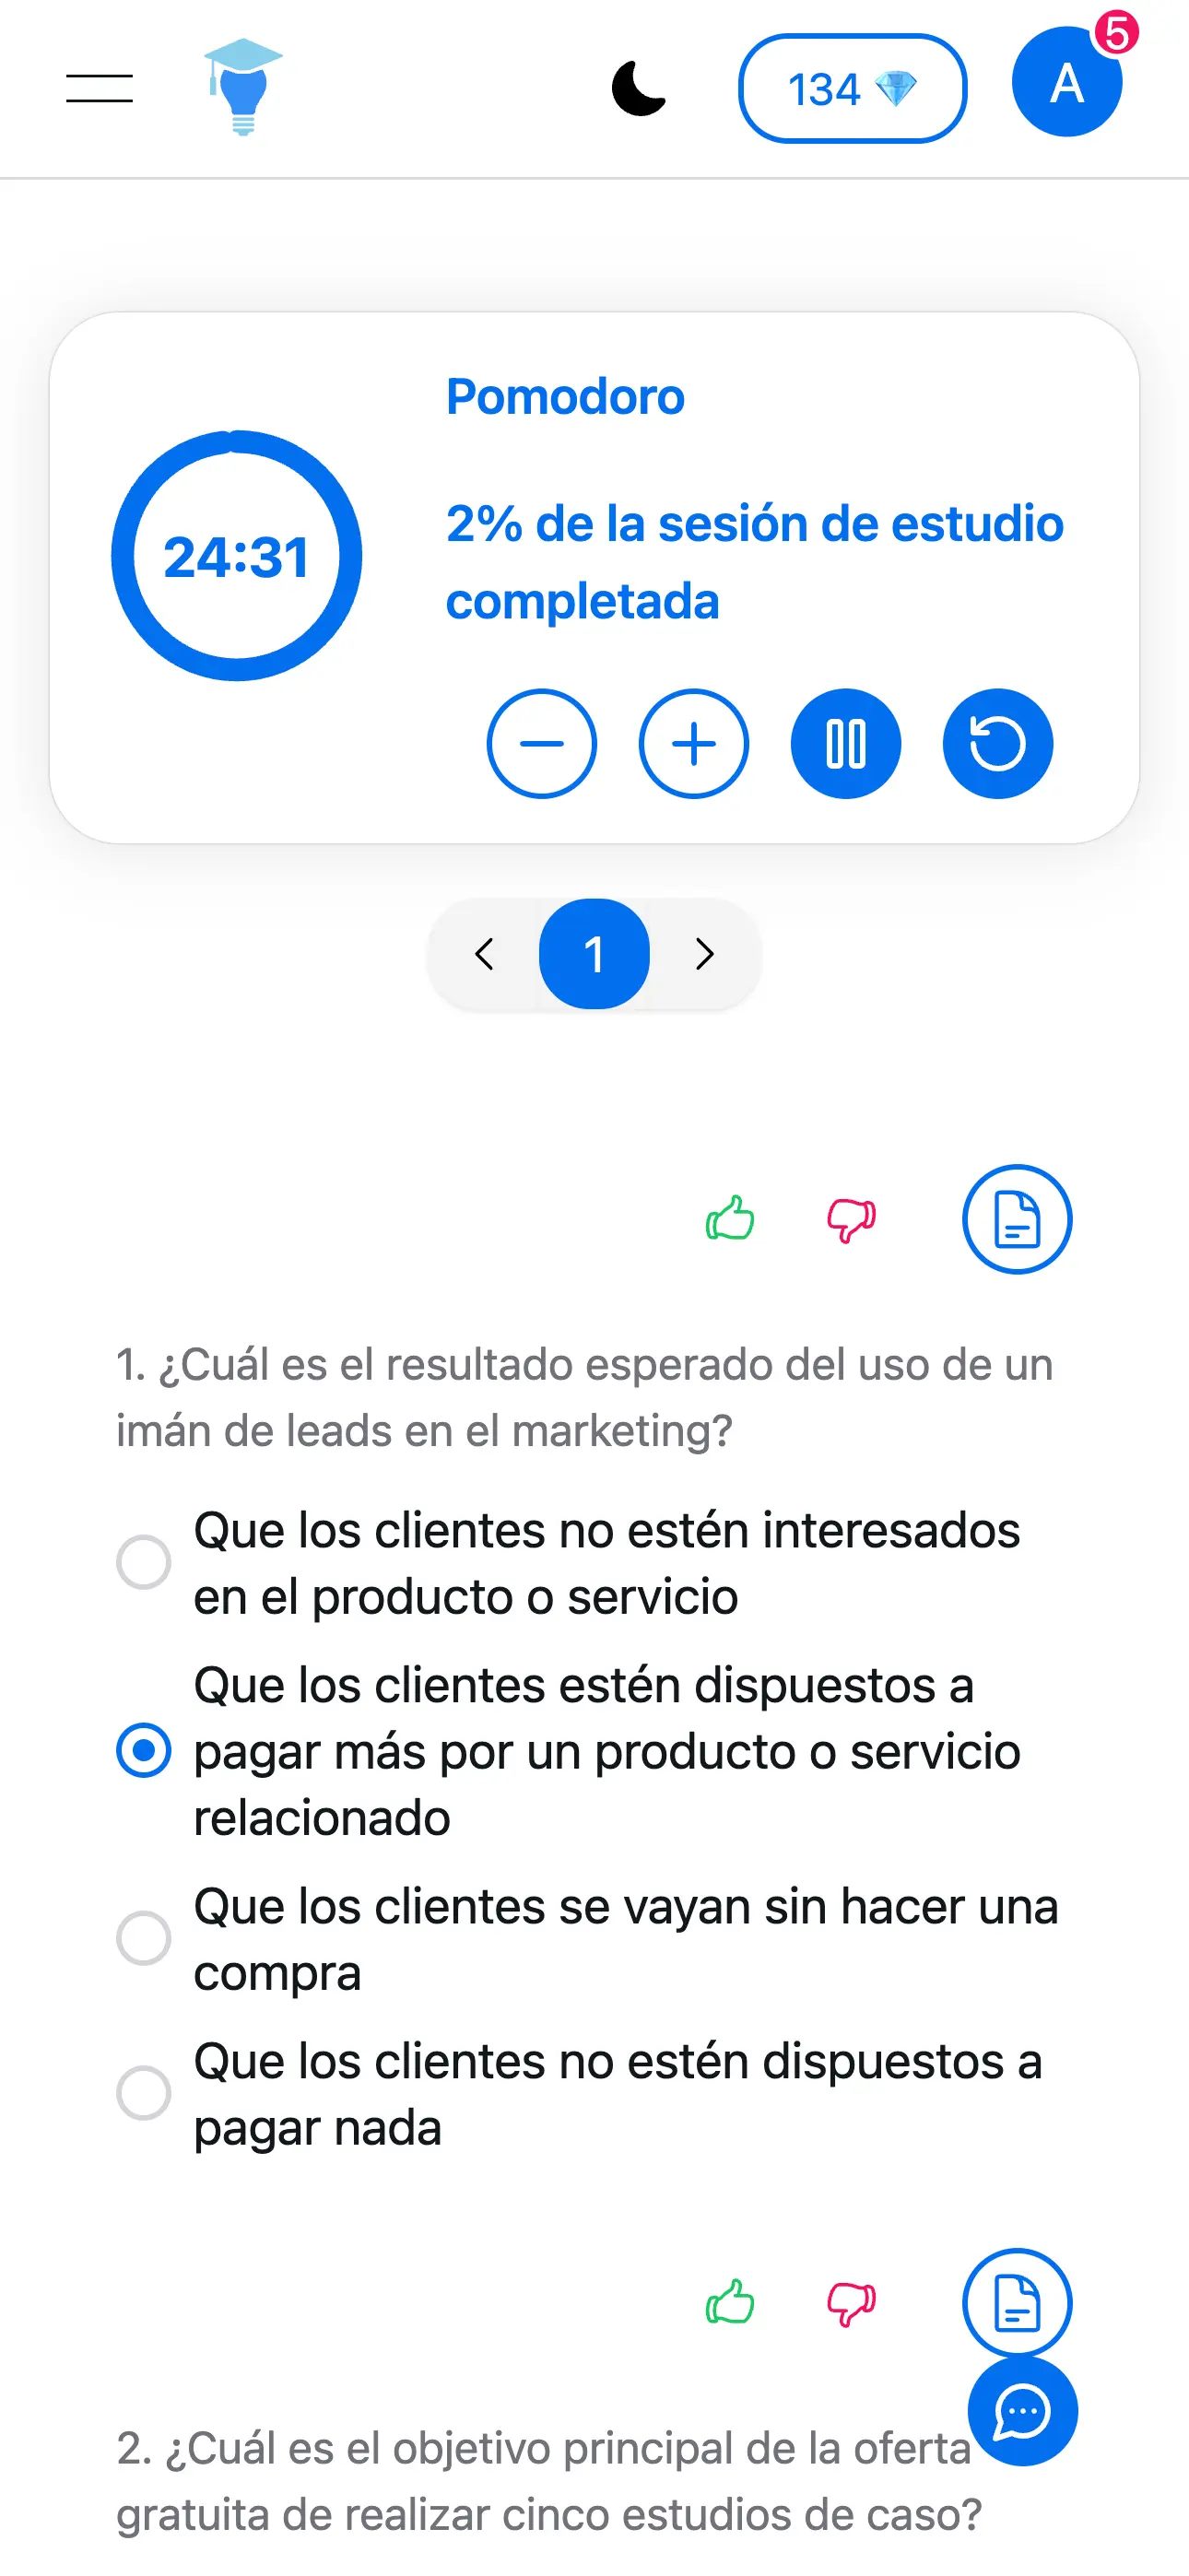 134
A
5
Pomodoro
24:31
2% de la sesión de estudio
completada
1
1. ¿Cuál es el resultado esperado del uso de un
imán de leads en el marketing?
Que los clientes no estén interesados
en el producto o servicio
Que los clientes estén dispuestos a
pagar más por un producto o servicio
relacionado
Que los clientes se vayan sin hacer una
compra
Que los clientes no estén dispuestos a
pagar nada
2. ¿Cuál es el objetivo principal de la oferta
gratuita de realizar cinco estudios de caso?